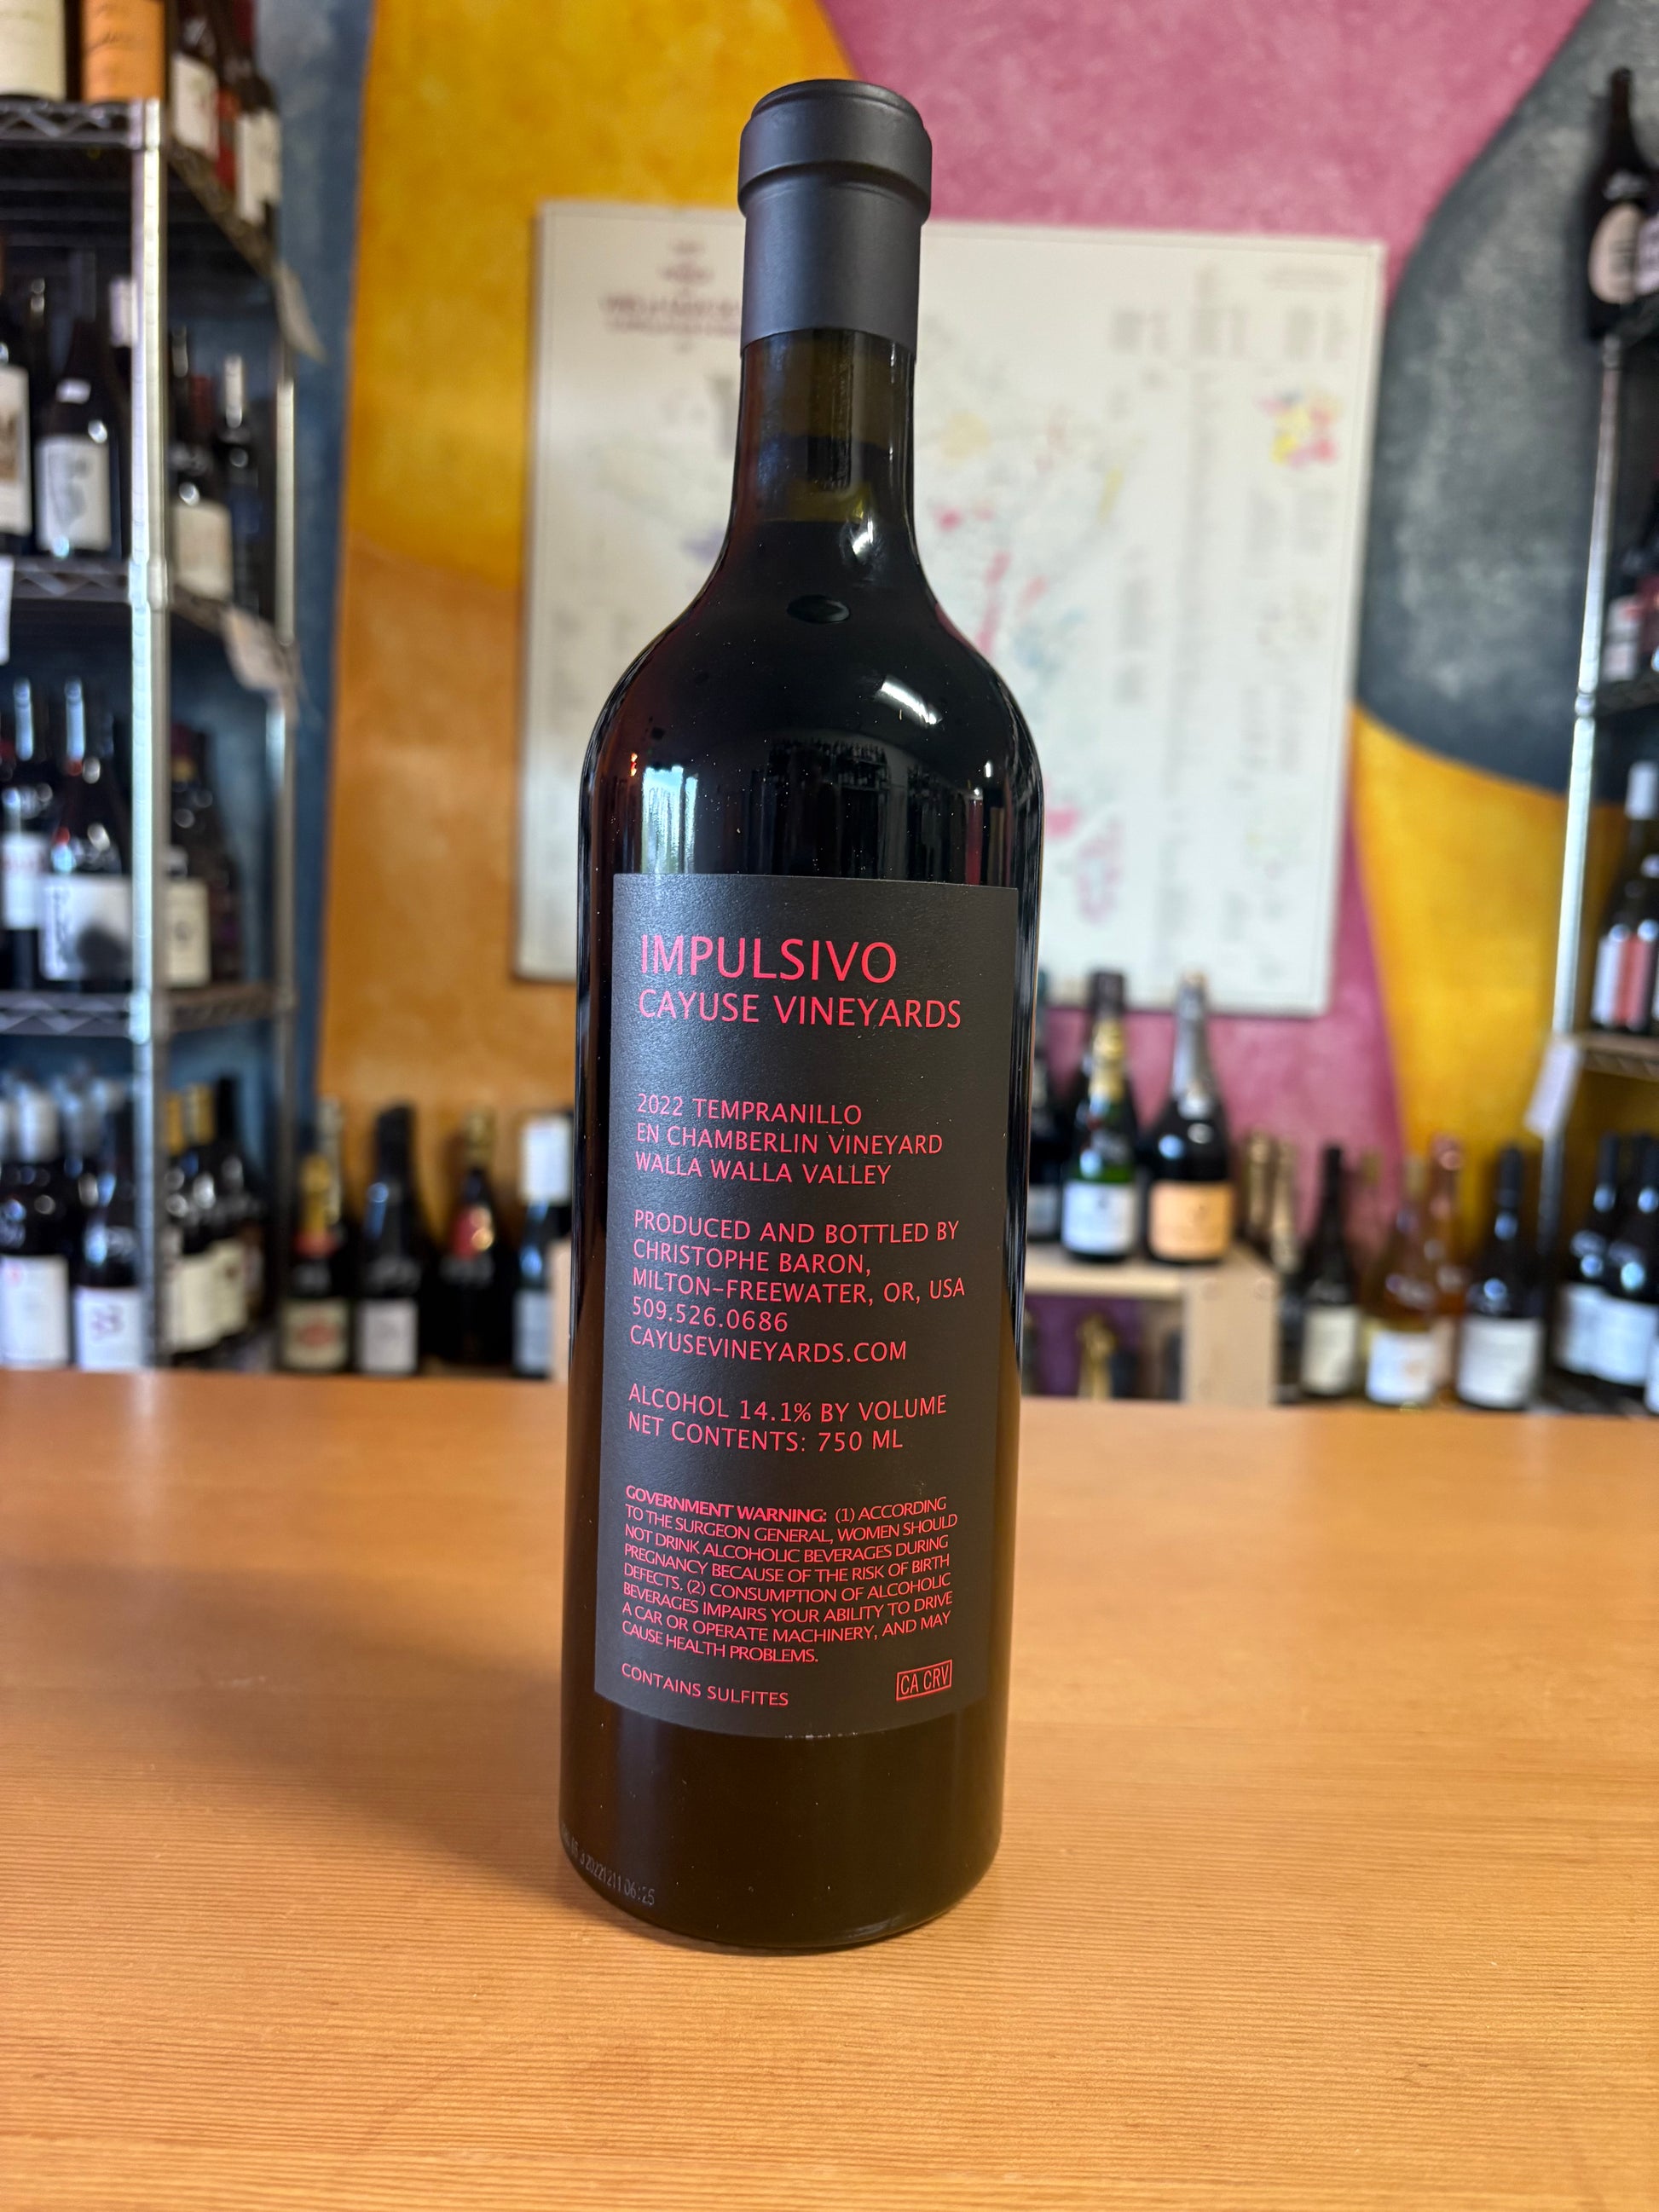 IMPULSIVO
CAYUSE VINEYARDS
2022 TEMPRANILLO
EN CHAMBERLIN VINEYARD
WALLA WALLA VALLEY
PRODUCED AND BOTTLED BY
CHRISTOPHE BARON,
MILTON-FREEWATER, OR, USA
509.526.0686
CAYUSEVINEYARDS.COM
ALCOHOL 14.1% BY VOLUME
NET CONTENTS: 750 ML
GOVERNMENT WARNING: (1) ACCORDING
TO THE SURGEON GENERAL, WOMEN SHOULD
NOT DRINK ALCOHOLIC BEVERAGES DURING
PREGNANCY BECAUSE OF THE RISK OF BIRTH
DEFECTS. (2) CONSUMPTION OF ALCOHOLIC
BEVERAGES IMPAIRS YOUR ABILITY TO DRIVE
A CAR OR OPERATE MACHINERY, AND MAY
CAUSE HEALTH PROBLEMS.
CONTAINS SULFITES
CA CRV
20221211 06:25